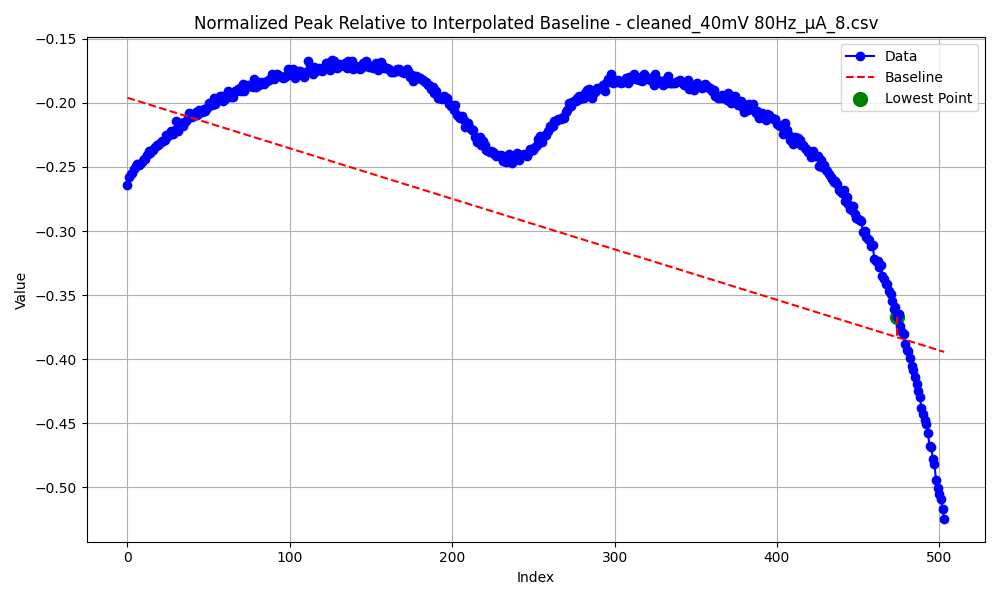 Normalized Peak Relative to Interpolated Baseline - cleaned_40mV 80Hz_μA_8.csv
Data
Baseline
Lowest Point
−0.15
−0.20
−0.25
−0.30
−0.35
−0.40
−0.45
−0.50
Value
0
100
200
300
400
500
Index